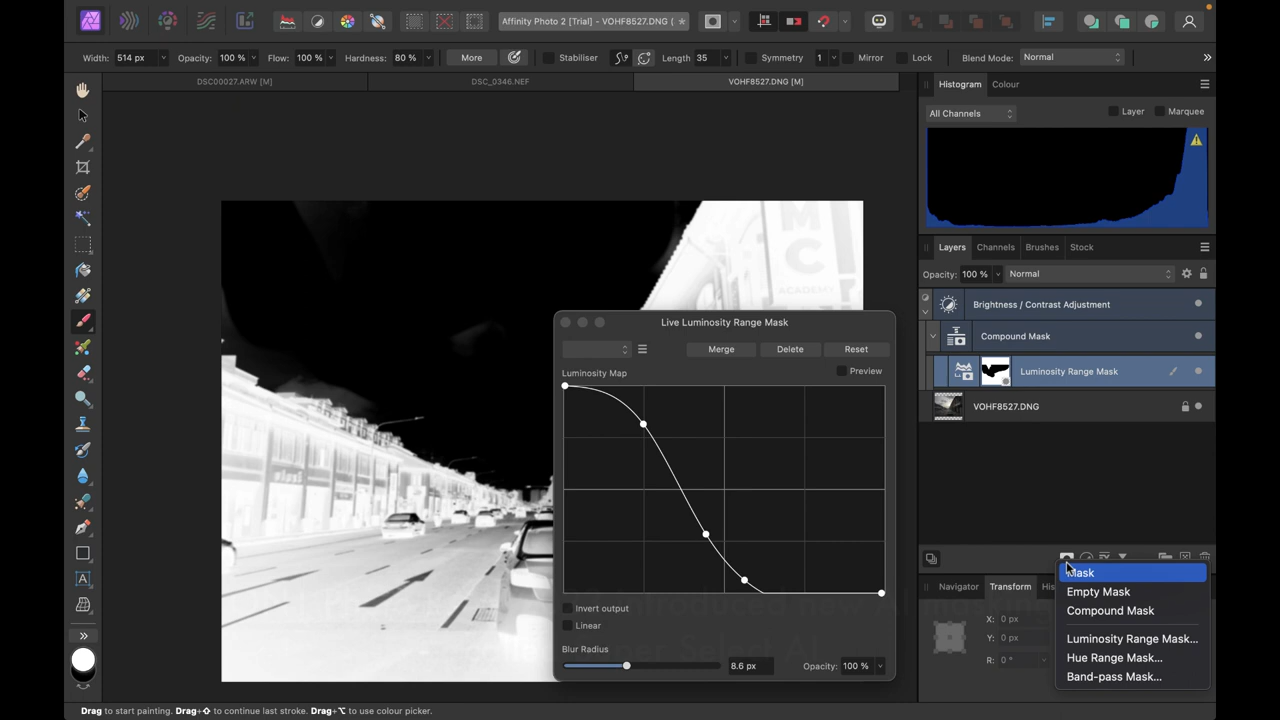 Affinity Photo 2 [Trial] - VOHF8527.DNG (
Width: 514 px Opacity: 100 % Flow: 100 % Hardness: 80 % More Stabiliser Length 35 Symmetry 1 Mirror Lock Blend Mode: Normal
DSC00027.ARW [M] DSC_0346.NEF VOHF8527.DNG [M]
Histogram Colour
All Channels Layer Marquee
Layers Channels Brushes Stock
Opacity: 100 % Normal
Brightness / Contrast Adjustment
Compound Mask
Luminosity Range Mask
VOHF8527.DNG
M
C
ACADEMY
Live Luminosity Range Mask
Merge Delete Reset
Luminosity Map Preview
Invert output
Linear
Blur Radius
8.6 px Opacity: 100 %
Mask
Empty Mask
Compound Mask
Luminosity Range Mask...
Hue Range Mask...
Band-pass Mask...
Navigator Transform His
X: 0 px
Y: 0 px
R: 0 °
Drag to start painting. Drag+⇧ to continue last stroke. Drag+⌥ to use colour picker.